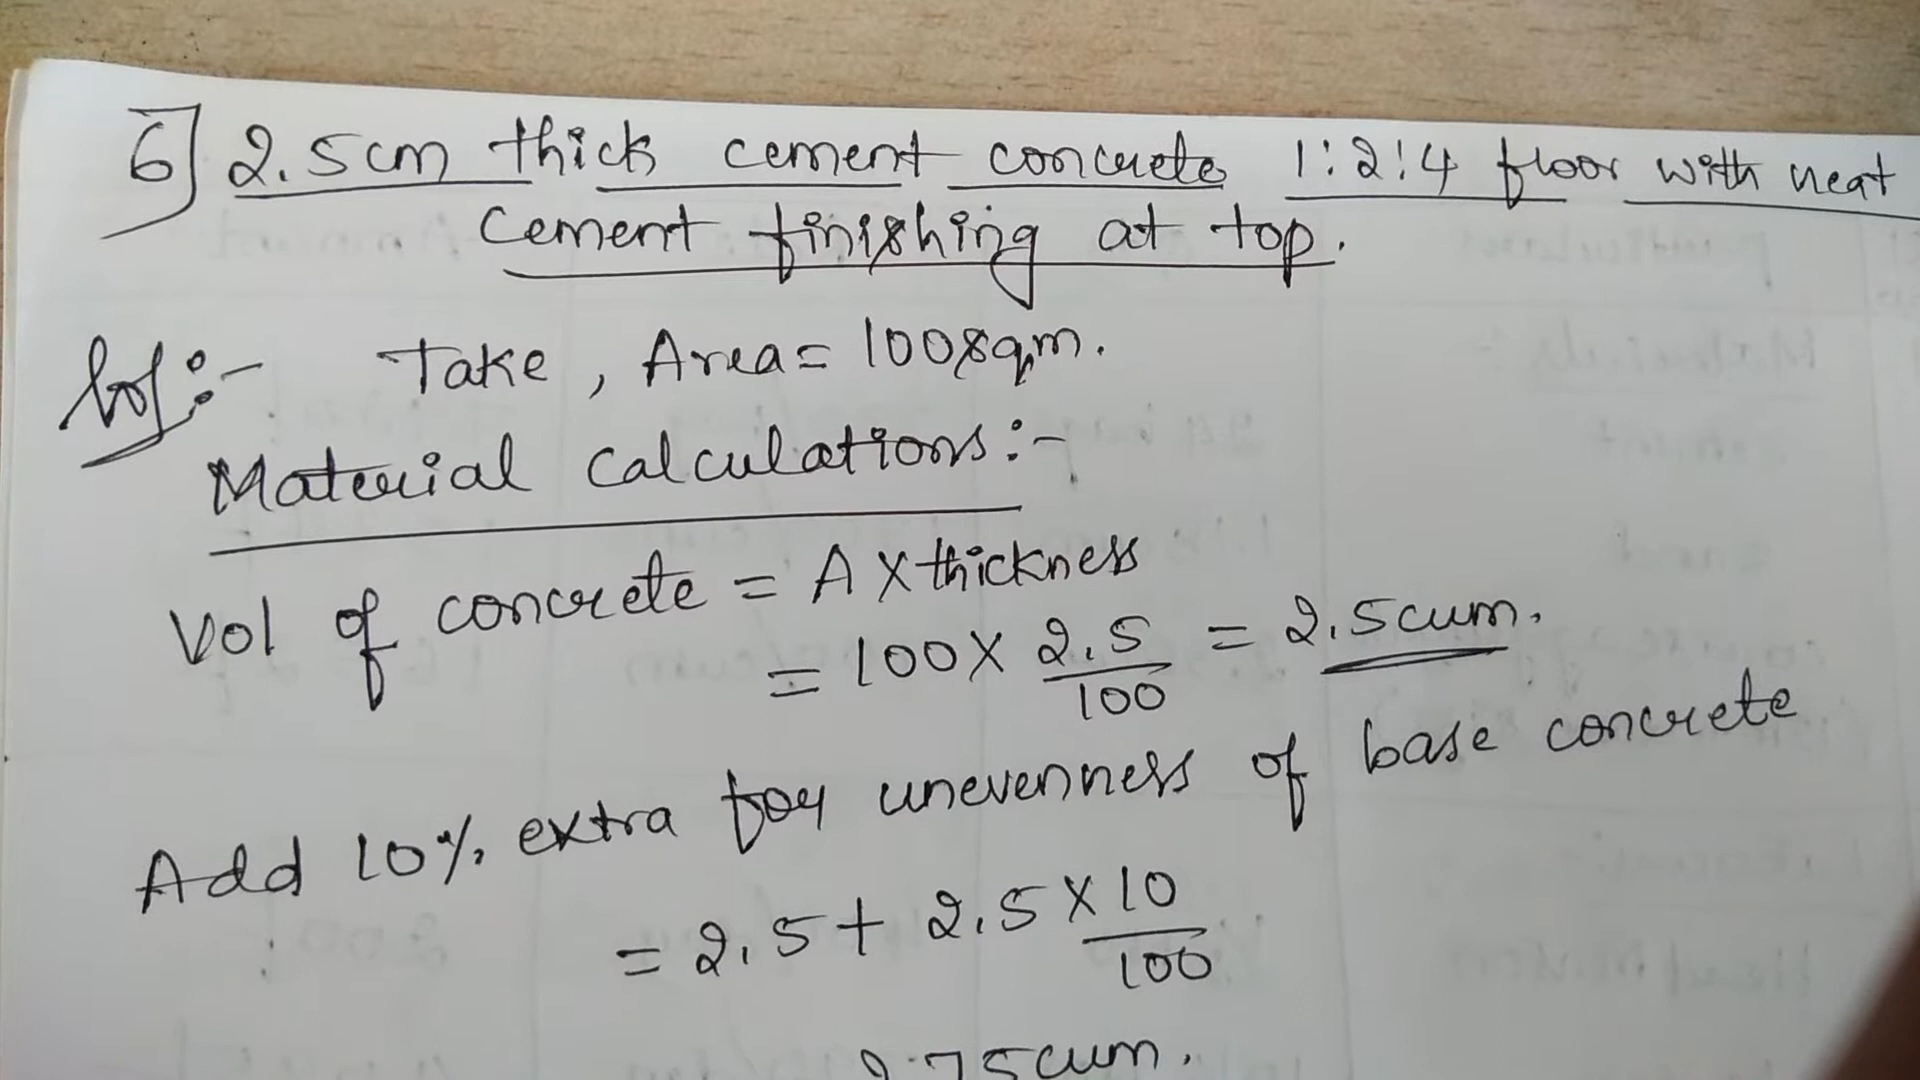 6] 2.5cm thick cement concrete 1:2:4 floor with neat
cement finishing at top.
Sol:- Take, Area = 100sqm.
Material calculations:-
Vol of concrete = A X thickness
= 100 X 2.5/100 = 2.5cum.
Add 10% extra for unevenness of base concrete
= 2.5 + 2.5 X 10/100
2.75cum.